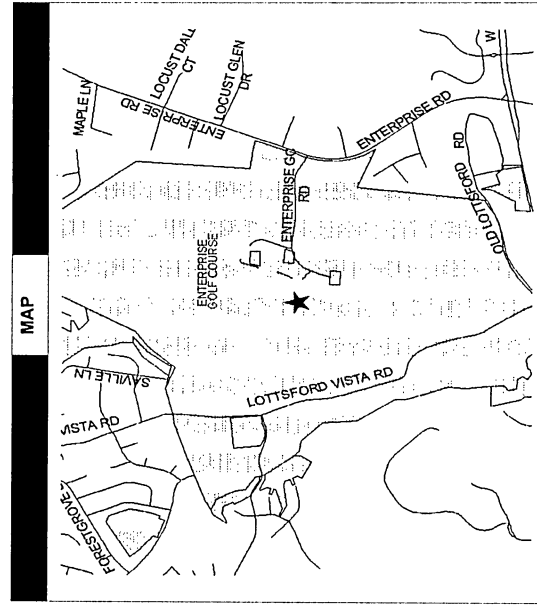 MAP
MAPLE LN
LOCUST DALE
CT
ENTERPRISE RD
LOCUST GLEN
DR
ENTERPRISE
GOLF COURSE
ENTERPRISE GC
RD
ENTERPRISE RD
OLD LOTTSFORD RD
W
SAVILLE LN
LOTTSFORD VISTA RD
VISTA RD
FORESTGROVE